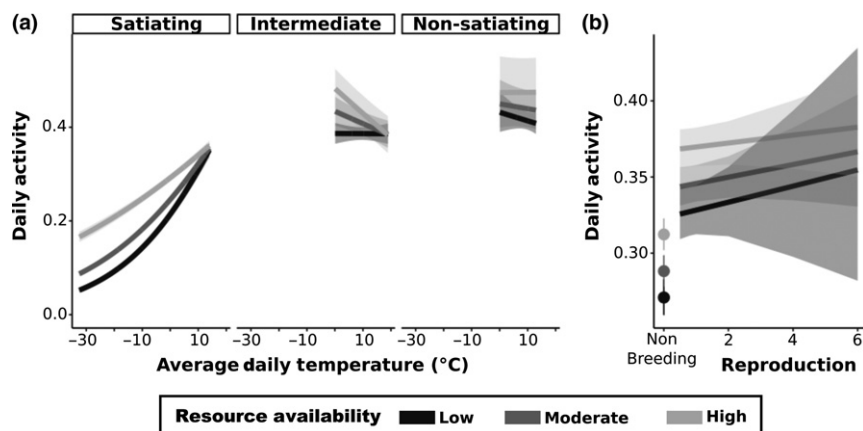 (a)
Satiating Intermediate Non-satiating
Daily activity
0.4
0.2
0.0
−30 −10 10 −30 −10 10 −30 −10 10
Average daily temperature (°C)
(b)
Daily activity
0.40
0.35
0.30
Non
Breeding
2 4 6
Reproduction
Resource availability Low Moderate High